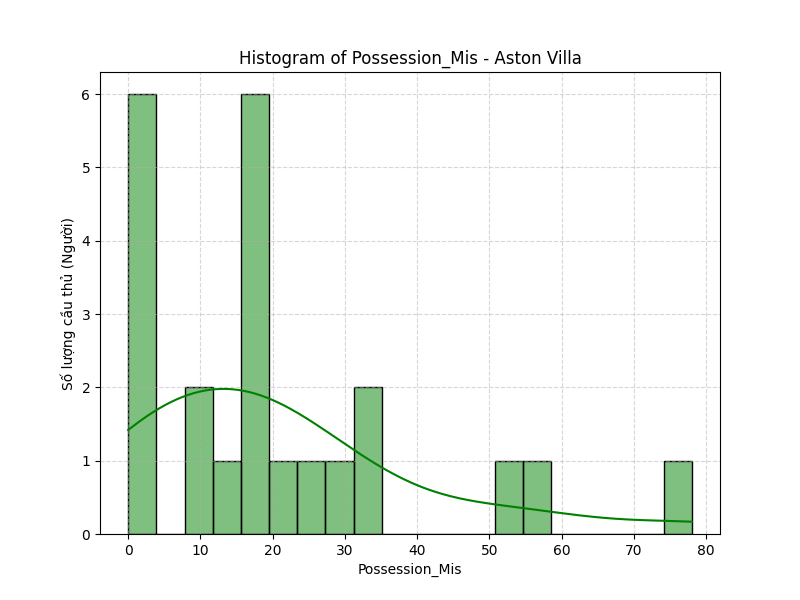 Histogram of Possession_Mis - Aston Villa
Số lượng cầu thủ (Người)
6
5
4
3
2
1
0
0 10 20 30 40 50 60 70 80
Possession_Mis